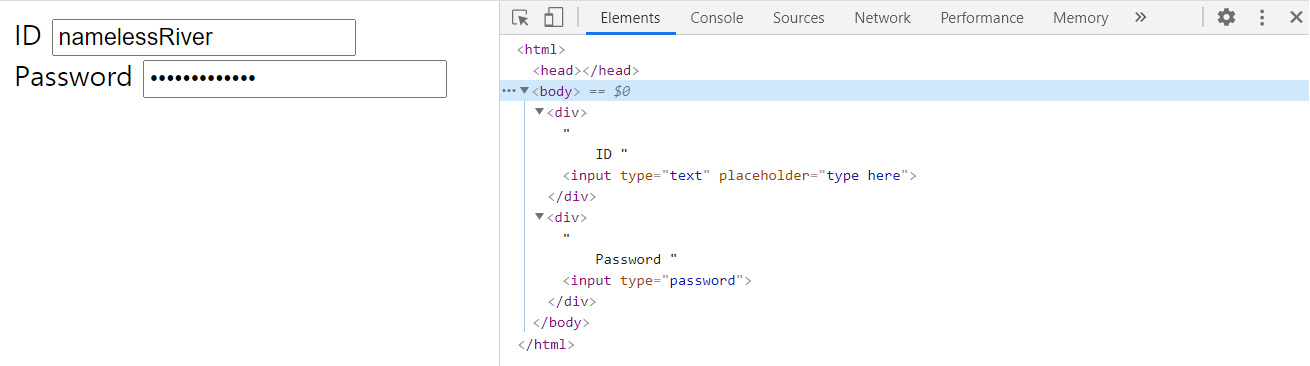 ID namelessRiver
Password •••••••••••••
Elements Console Sources Network Performance Memory »
<html>
<head></head>
··· ▼<body> == $0
▼<div>
"
ID "
<input type="text" placeholder="type here">
</div>
▼<div>
"
Password "
<input type="password">
</div>
</body>
</html>